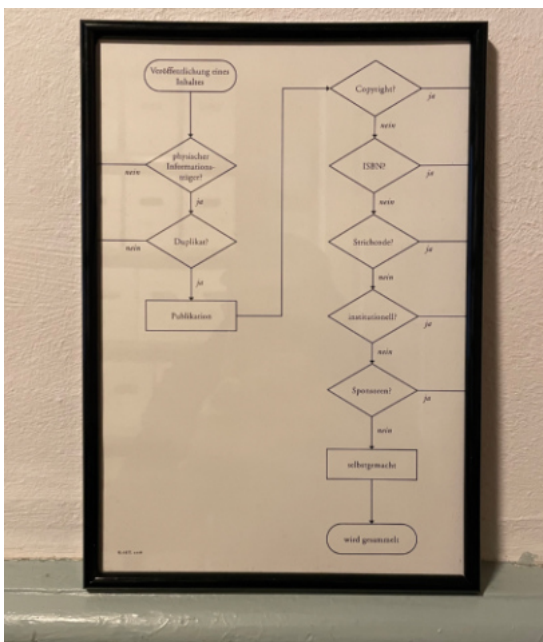 Veröffentlichung eines
Inhaltes
physischer
Informations-
träger?
nein
ja
Duplikat?
nein
ja
Publikation
Copyright?
ja
nein
ISBN?
ja
nein
Strichcode?
ja
nein
institutionell?
ja
nein
Sponsoren?
ja
nein
selbergemacht
wird gesammelt